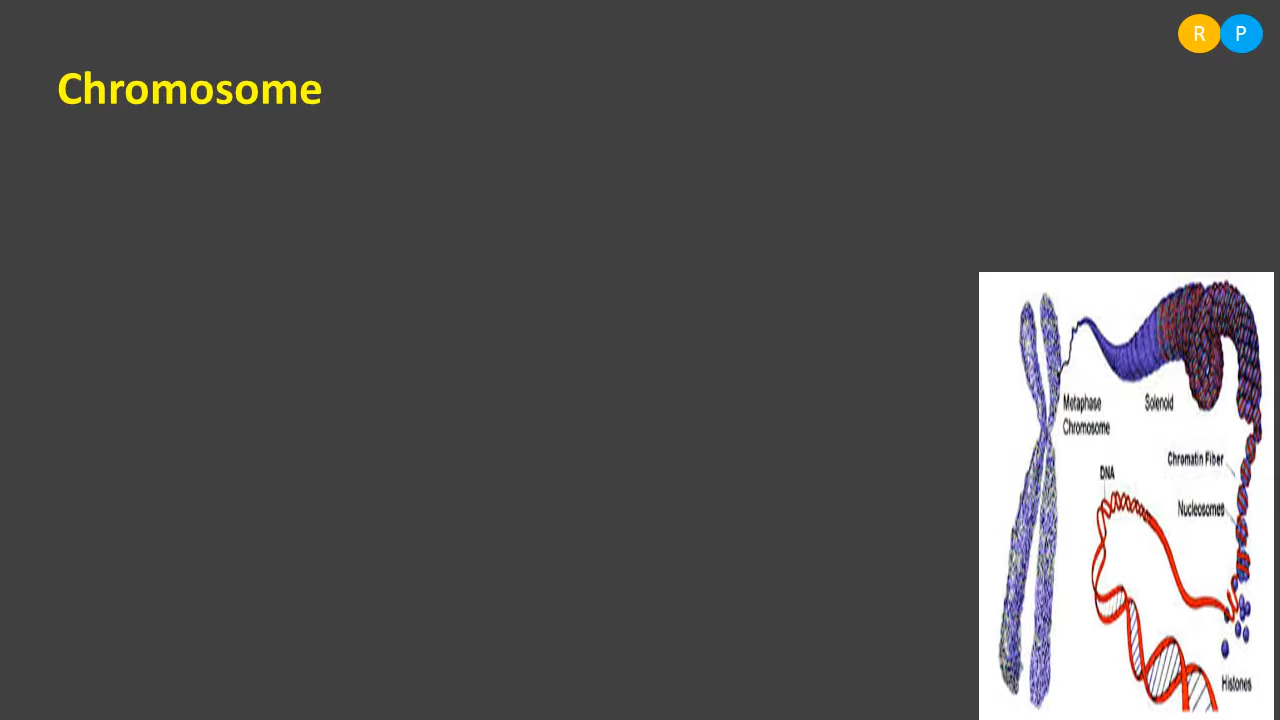 R P
Chromosome
Metaphase
Chromosome
Solenoid
Chromatin Fiber
DNA
Nucleosomes
Histones